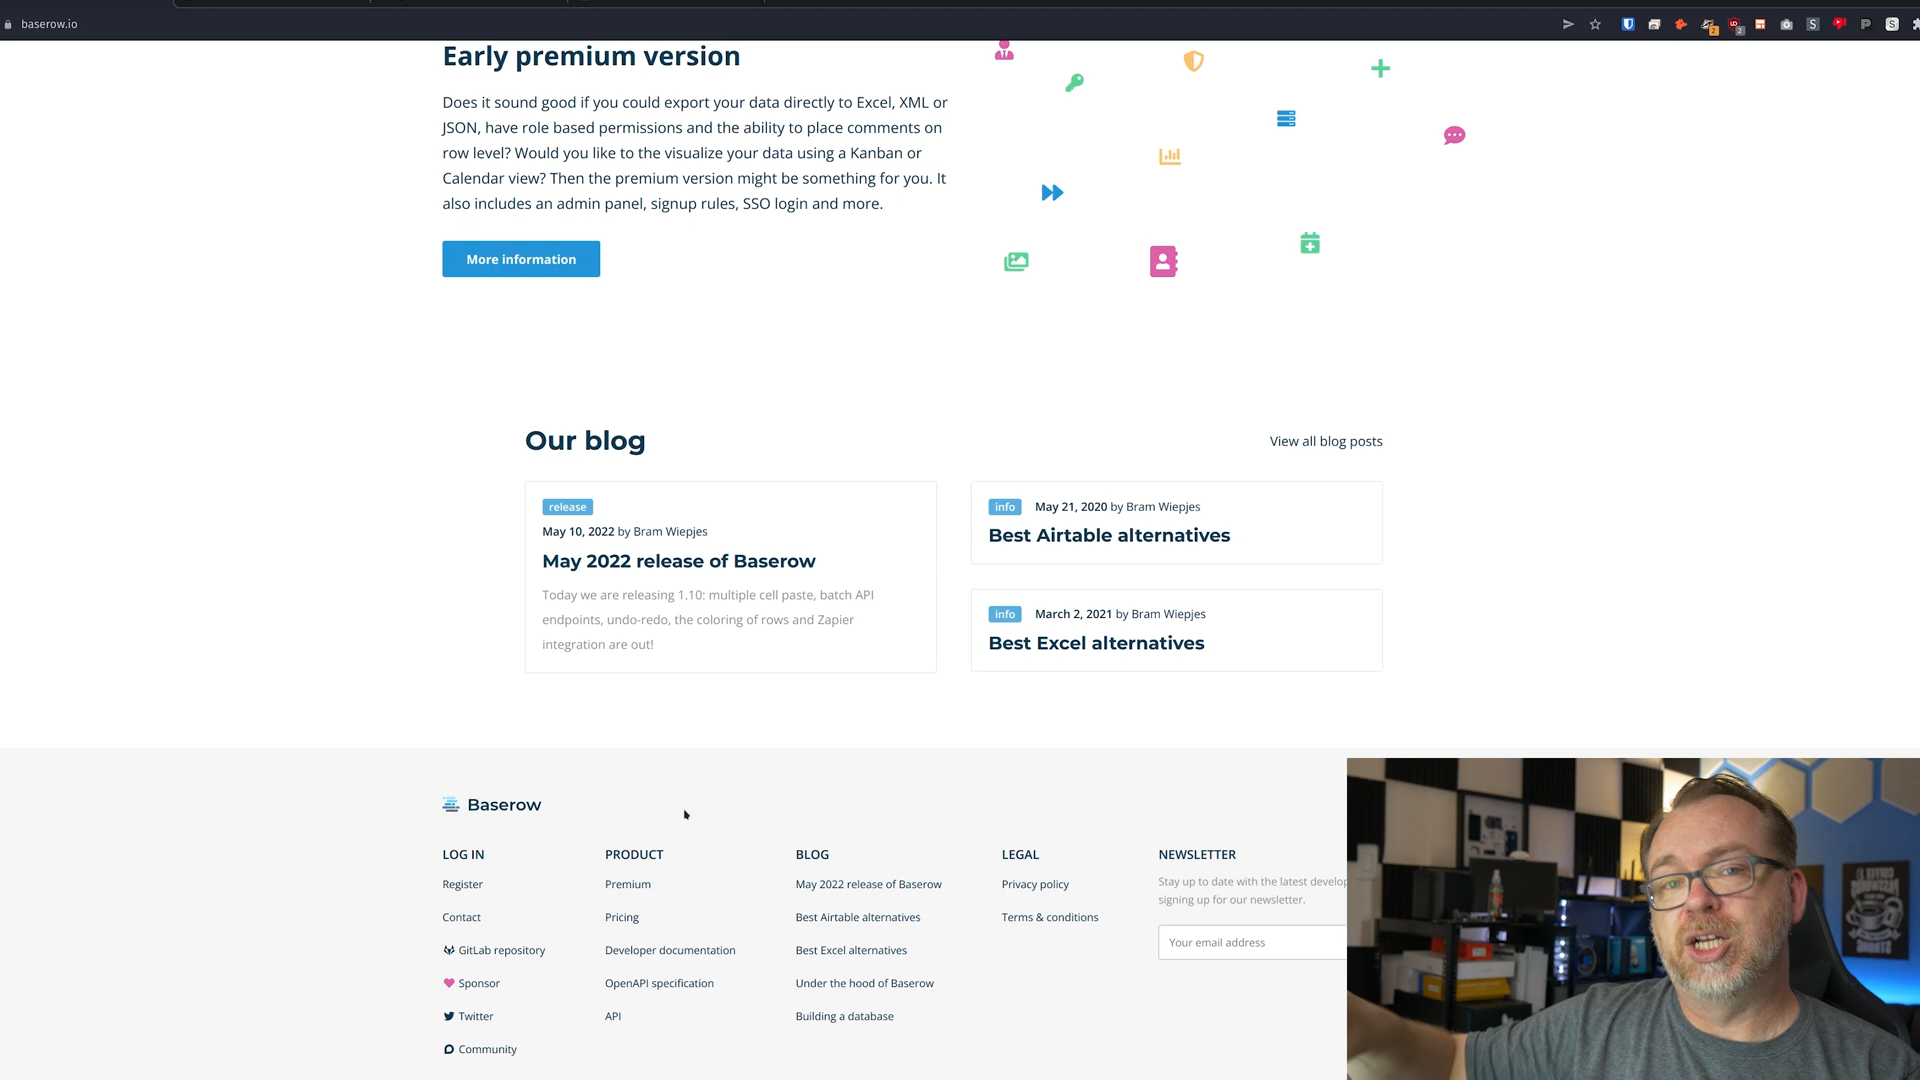 baserow.io
Early premium version
Does it sound good if you could export your data directly to Excel, XML or
JSON, have role based permissions and the ability to place comments on
row level? Would you like to the visualize your data using a Kanban or
Calendar view? Then the premium version might be something for you. It
also includes an admin panel, signup rules, SSO login and more.
More information
Our blog
View all blog posts
release
May 10, 2022 by Bram Wiepjes
May 2022 release of Baserow
Today we are releasing 1.10: multiple cell paste, batch API
endpoints, undo-redo, the coloring of rows and Zapier
integration are out!
info May 21, 2020 by Bram Wiepjes
Best Airtable alternatives
info March 2, 2021 by Bram Wiepjes
Best Excel alternatives
Baserow
LOG IN
Register
Contact
GitLab repository
Sponsor
Twitter
Community
PRODUCT
Premium
Pricing
Developer documentation
OpenAPI specification
API
BLOG
May 2022 release of Baserow
Best Airtable alternatives
Best Excel alternatives
Under the hood of Baserow
Building a database
LEGAL
Privacy policy
Terms & conditions
NEWSLETTER
Stay up to date with the latest develop
signing up for our newsletter.
Your email address